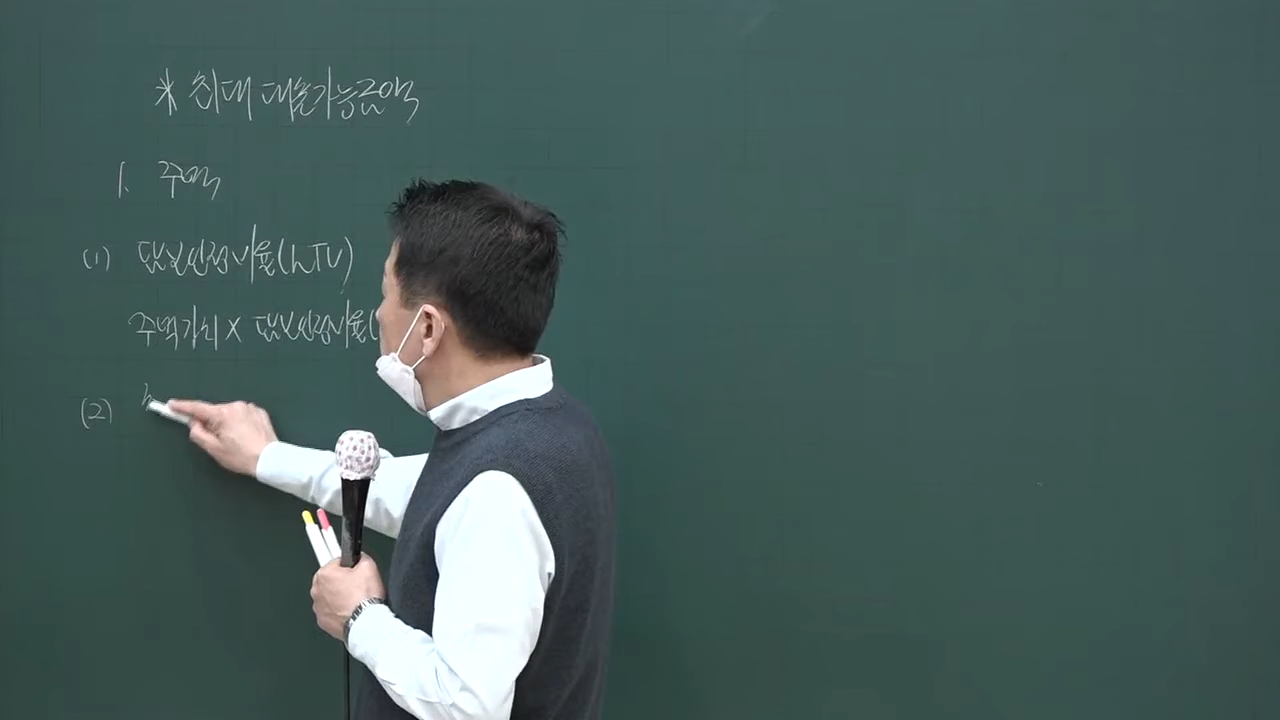 * 최대 대출가능금액
1. 주택
(1) 담보인정비율(LTV)
주택가치 × 담보인정비율(
(2)